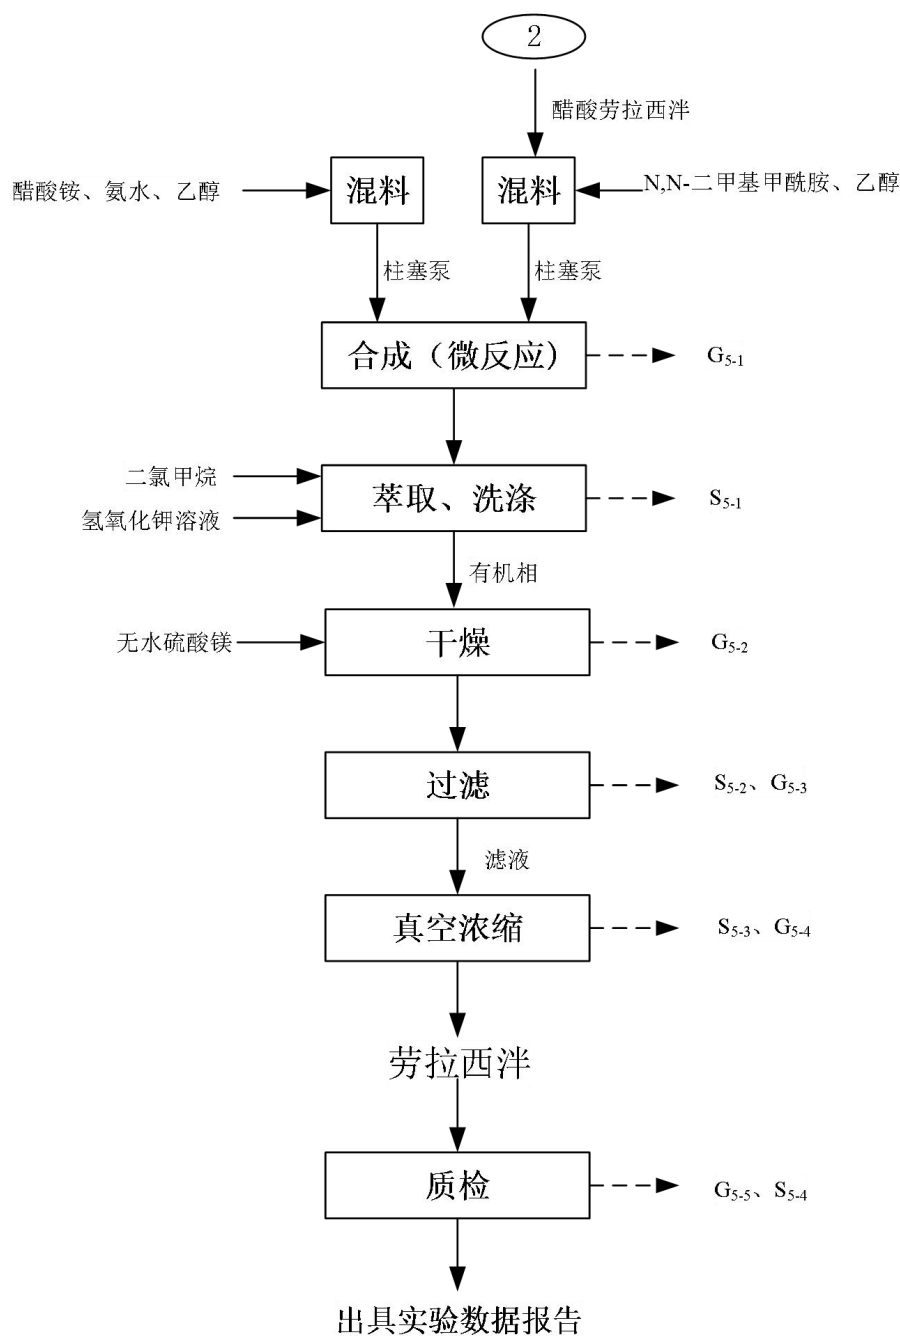 2
醋酸劳拉西泮
醋酸铵、氨水、乙醇
混料
混料
N,N-二甲基甲酰胺、乙醇
柱塞泵
柱塞泵
合成（微反应）
G5-1
二氯甲烷
氢氧化钾溶液
萃取、洗涤
S5-1
有机相
无水硫酸镁
干燥
G5-2
过滤
S5-2、G5-3
滤液
真空浓缩
S5-3、G5-4
劳拉西泮
质检
G5-5、S5-4
出具实验数据报告